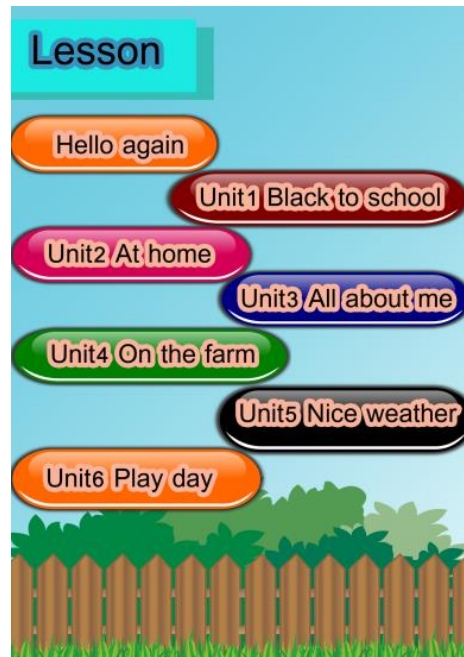 Lesson
Hello again
Unit1 Black to school
Unit2 At home
Unit3 All about me
Unit4 On the farm
Unit5 Nice weather
Unit6 Play day